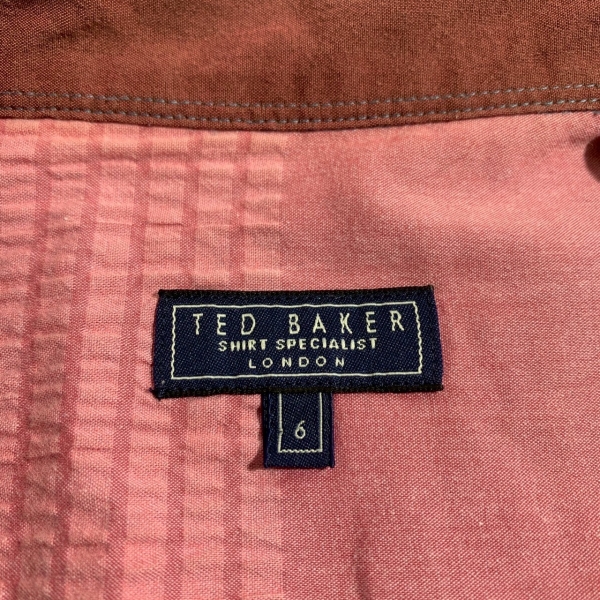 TED BAKER
SHIRT SPECIALIST
LONDON
6